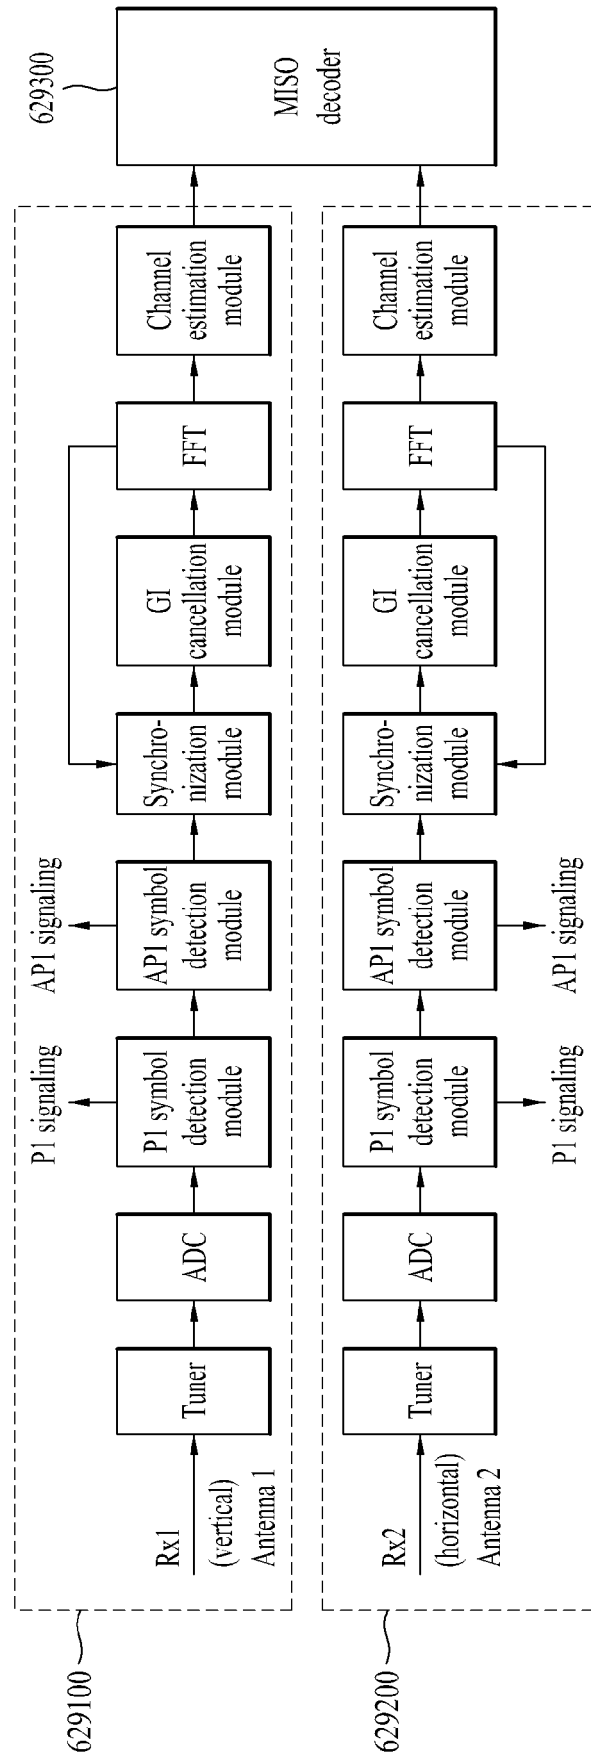 629100
Rx1
(vertical)
Antenna 1
Tuner
ADC
P1 symbol
detection
module
P1 signaling
AP1 symbol
detection
module
AP1 signaling
Synchro-
nization
module
GI
cancellation
module
FFT
Channel
estimation
module
629300
MISO
decoder
629200
Rx2
(horizontal)
Antenna 2
Tuner
ADC
P1 symbol
detection
module
P1 signaling
AP1 symbol
detection
module
AP1 signaling
Synchro-
nization
module
GI
cancellation
module
FFT
Channel
estimation
module